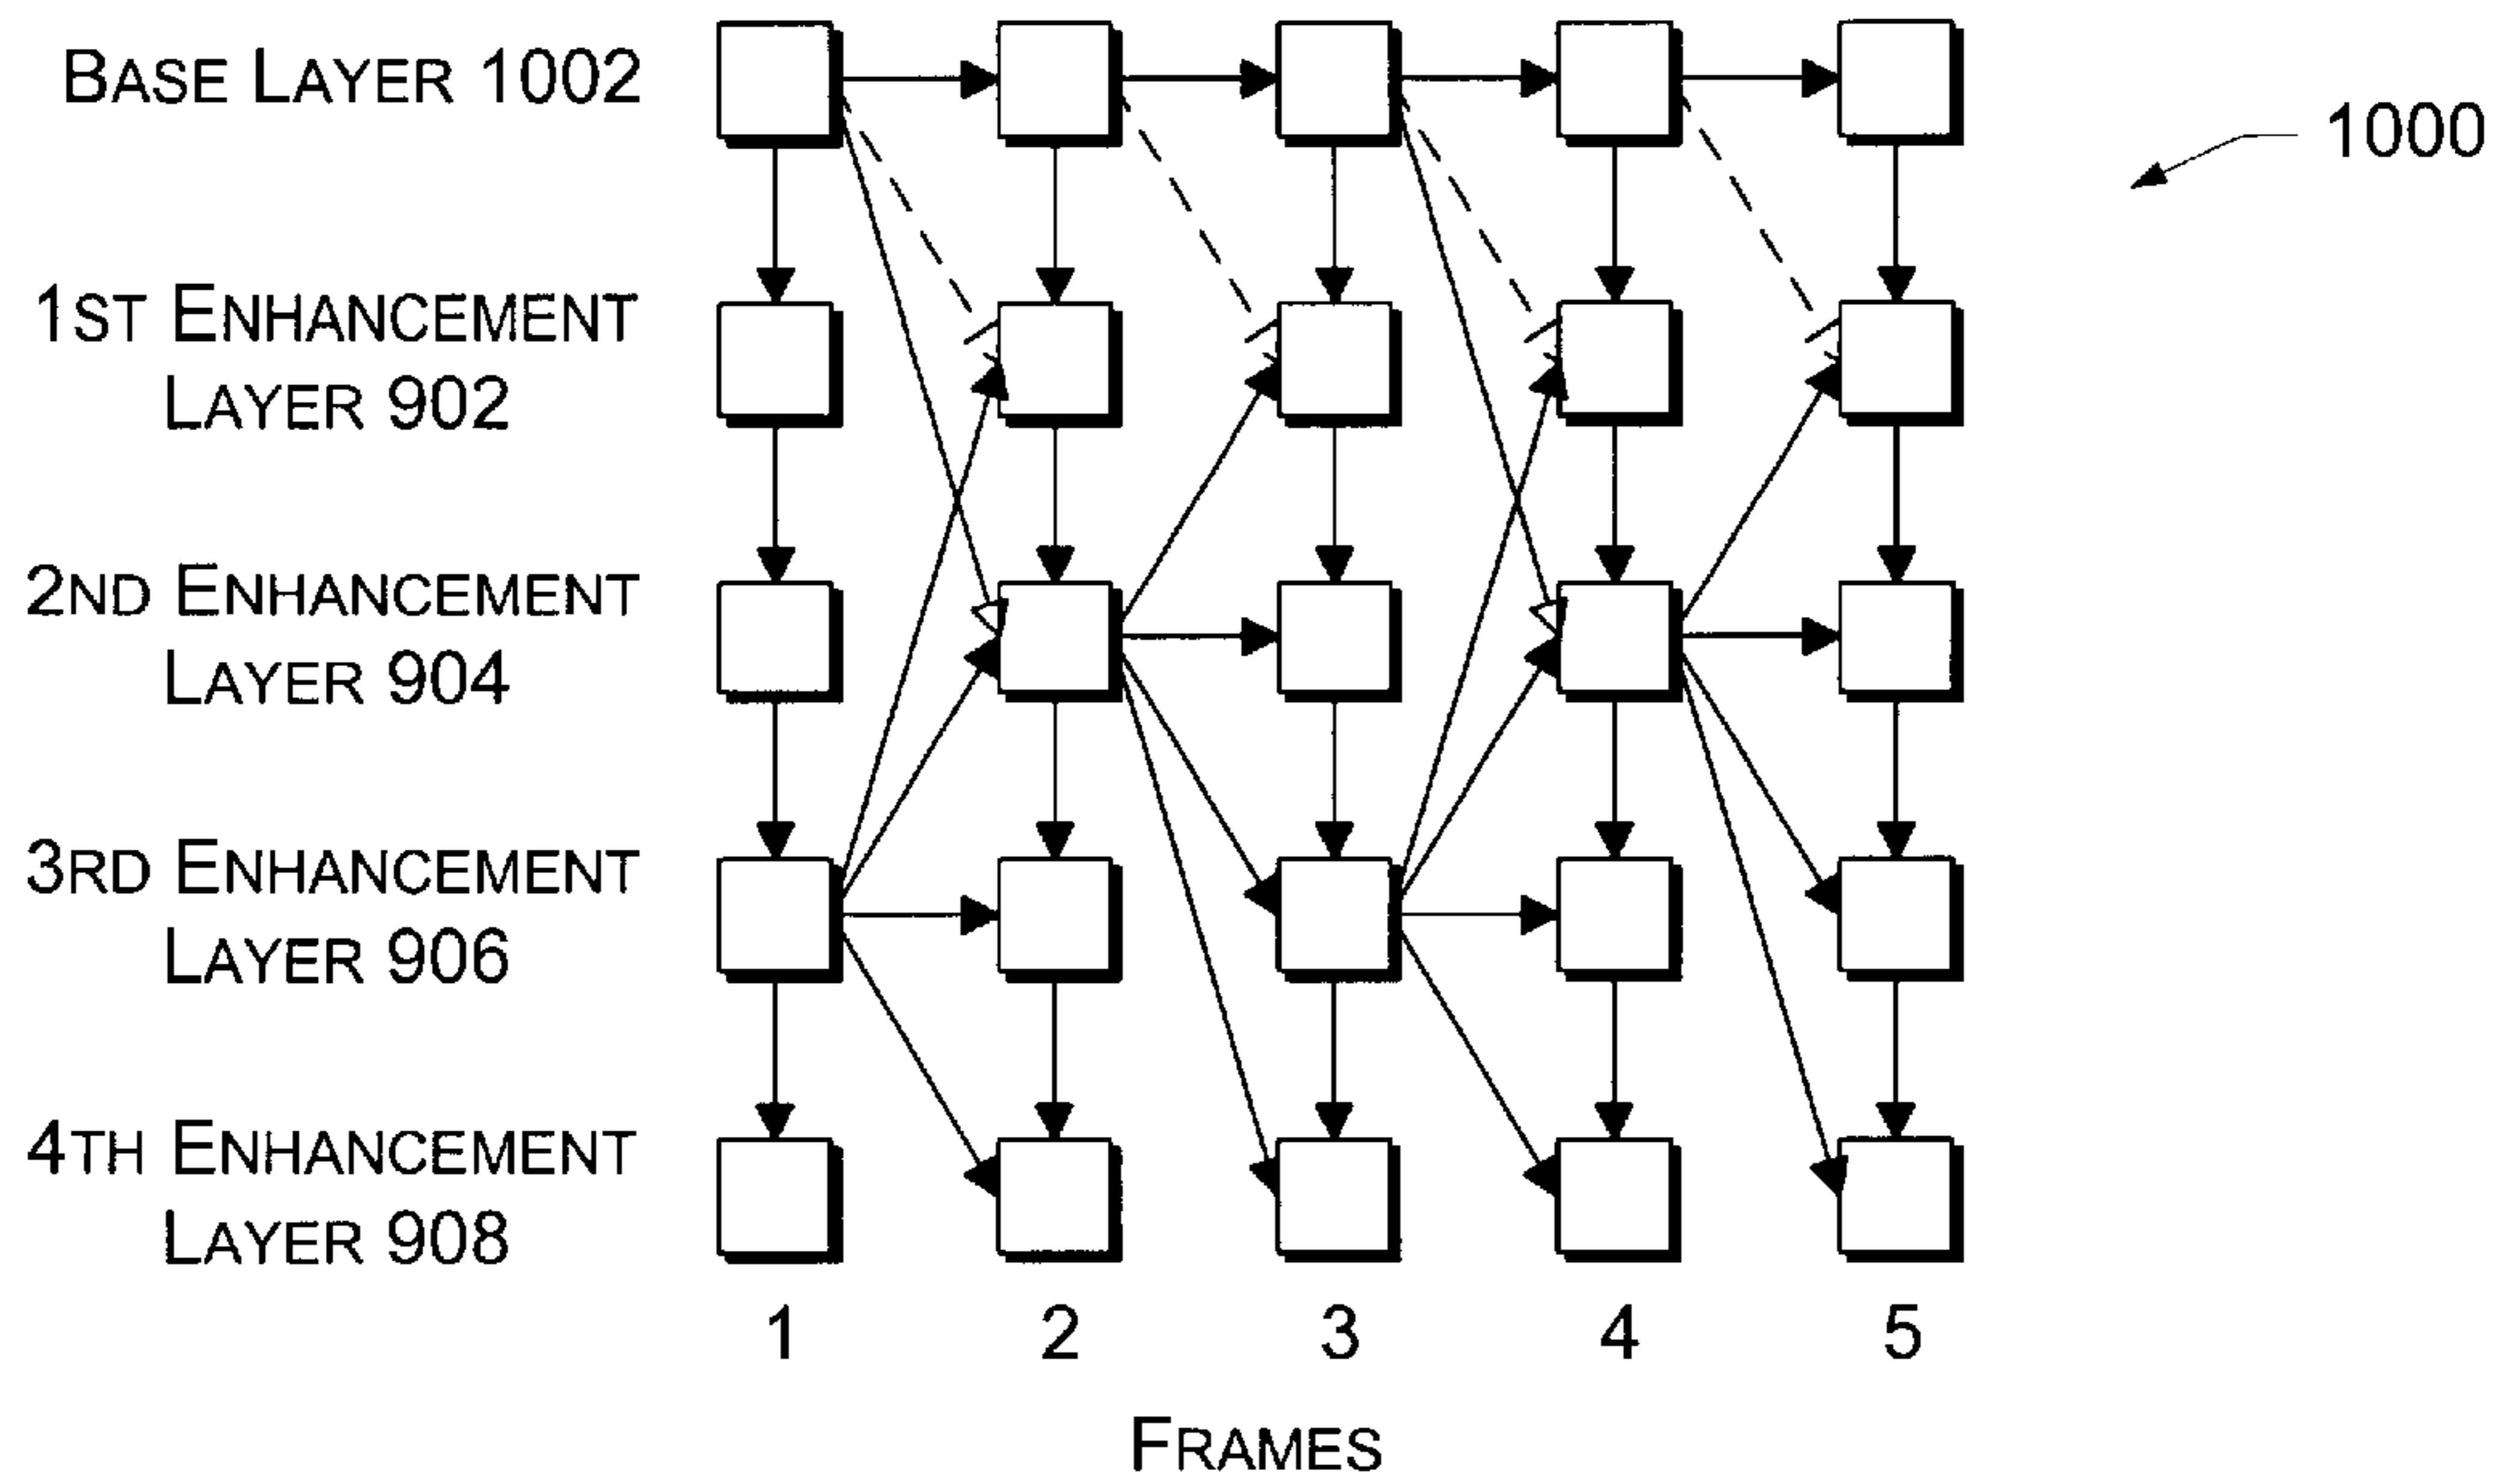 BASE LAYER 1002
1000
1ST ENHANCEMENT
LAYER 902
2ND ENHANCEMENT
LAYER 904
3RD ENHANCEMENT
LAYER 906
4TH ENHANCEMENT
LAYER 908
1 2 3 4 5
FRAMES